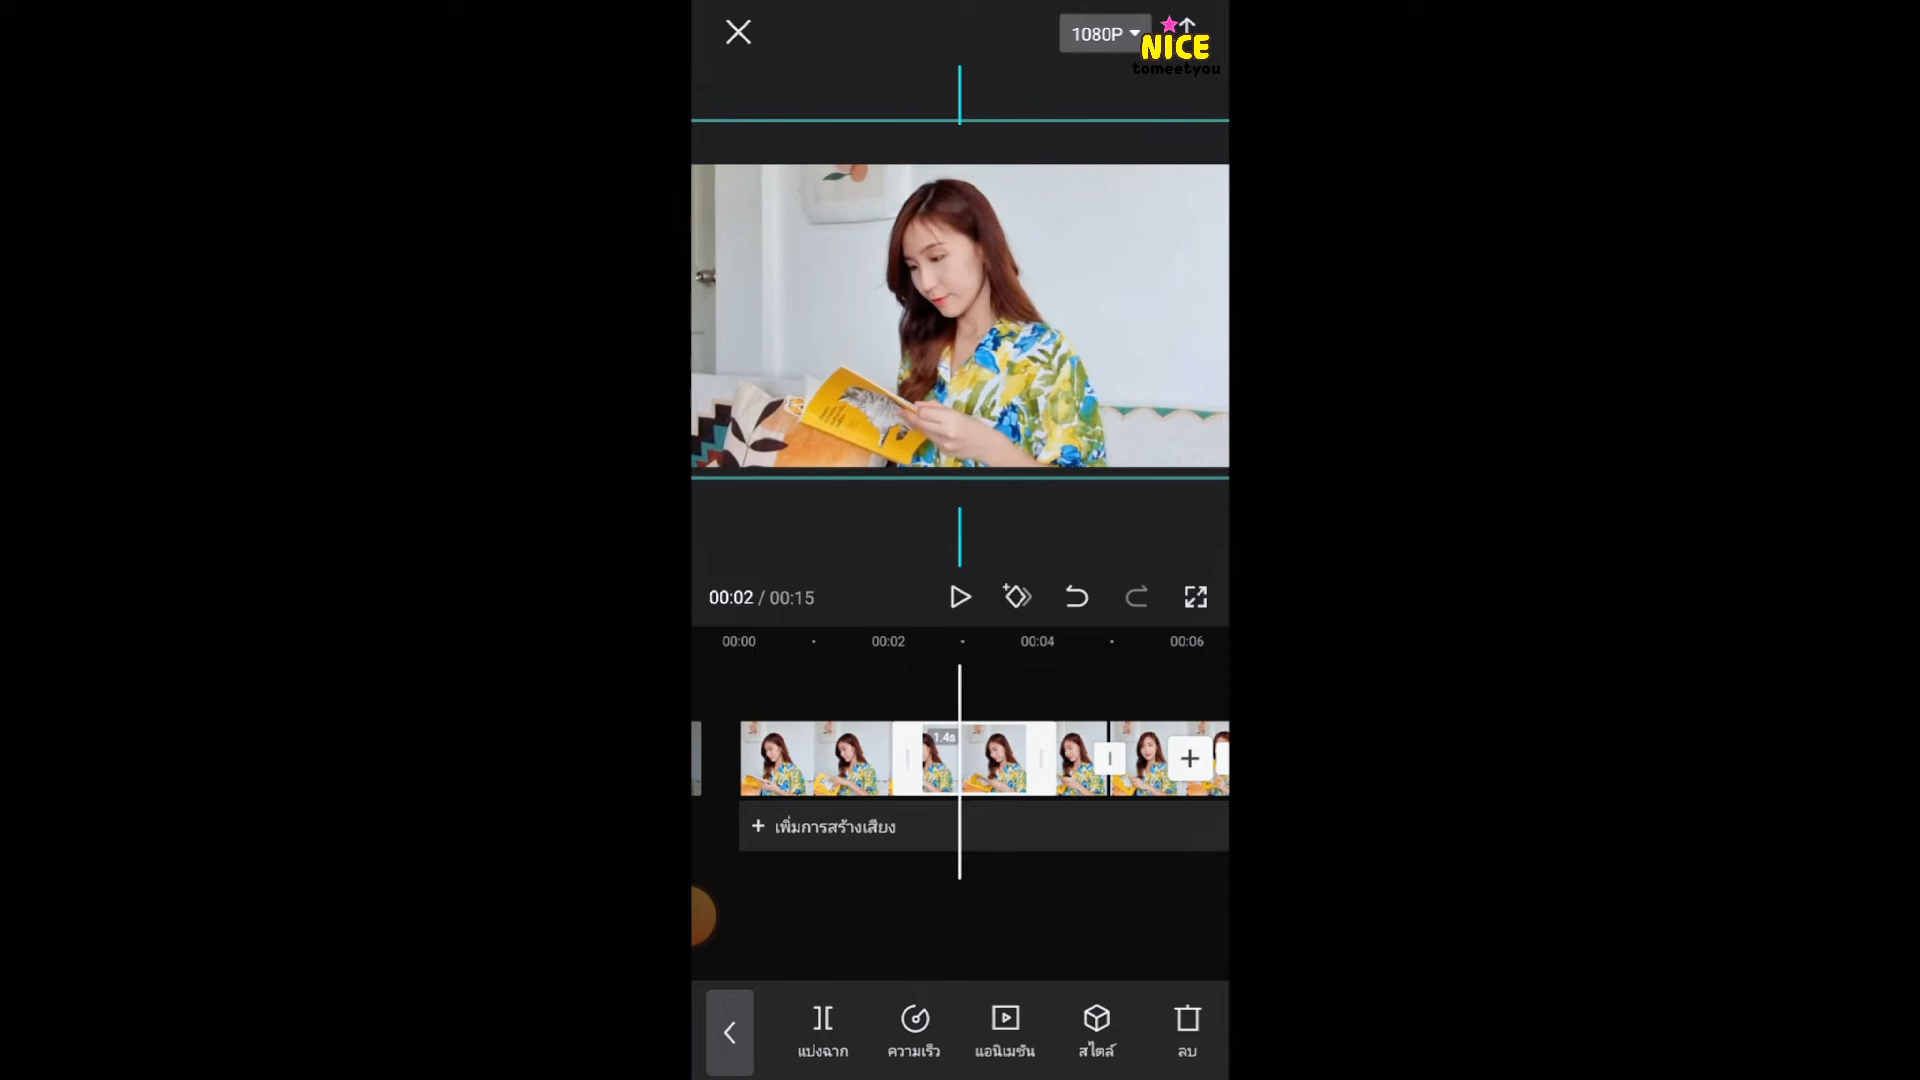 1080P
NICE
tomeetyou
00:02 / 00:15
00:00
00:02
00:04
00:06
1.4s
+ เพิ่มการสร้างเสียง
แบ่งฉาก
ความเร็ว
แอนิเมชัน
สไตล์
ลบ